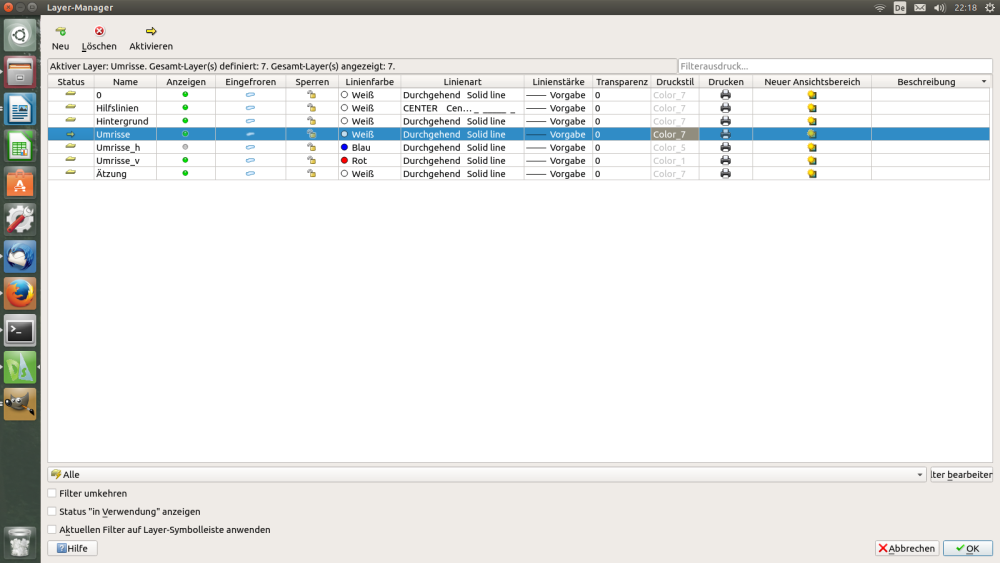 Layer-Manager
De
22:18
Neu Löschen Aktivieren
Aktiver Layer: Umrisse. Gesamt-Layer(s) definiert: 7. Gesamt-Layer(s) angezeigt: 7. Filterausdruck...
Status Name Anzeigen Eingefroren Sperren Linienfarbe Linienart Linienstärke Transparenz Druckstil Drucken Neuer Ansichtsbereich Beschreibung
0 Weiß Durchgehend Solid line Vorgabe 0 Color_7
Hilfslinien Weiß CENTER Cen... _ ____ _ Vorgabe 0 Color_7
Hintergrund Weiß Durchgehend Solid line Vorgabe 0 Color_7
Umrisse Weiß Durchgehend Solid line Vorgabe 0 Color_7
Umrisse_h Blau Durchgehend Solid line Vorgabe 0 Color_5
Umrisse_v Rot Durchgehend Solid line Vorgabe 0 Color_1
Ätzung Weiß Durchgehend Solid line Vorgabe 0 Color_7
Alle lter bearbeiten
Filter umkehren
Status "in Verwendung" anzeigen
Aktuellen Filter auf Layer-Symbolleiste anwenden
Hilfe Abbrechen OK